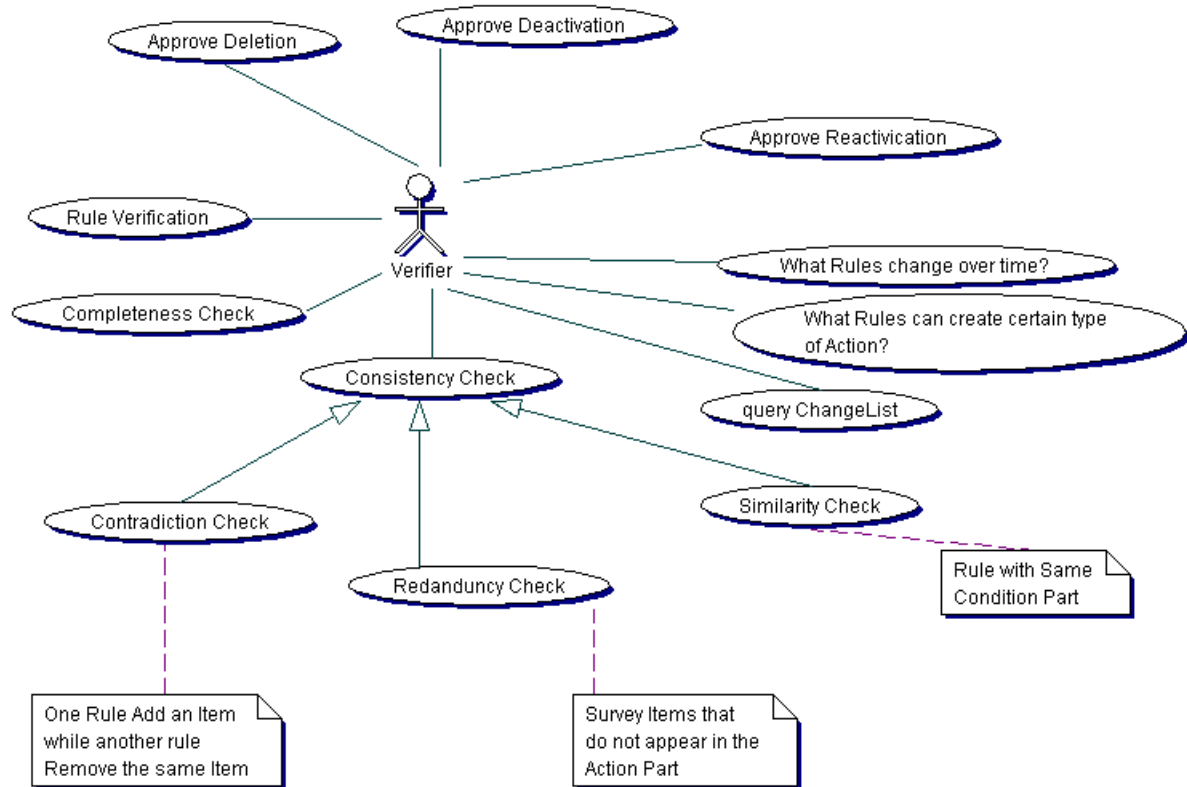 Approve Deletion
Approve Deactivation
Approve Reactivication
Rule Verification
Verifier
What Rules change over time?
Completeness Check
What Rules can create certain type
of Action?
Consistency Check
query ChangeList
Contradiction Check
Similarity Check
Redanduncy Check
Rule with Same
Condition Part
One Rule Add an Item
while another rule
Remove the same Item
Survey Items that
do not appear in the
Action Part